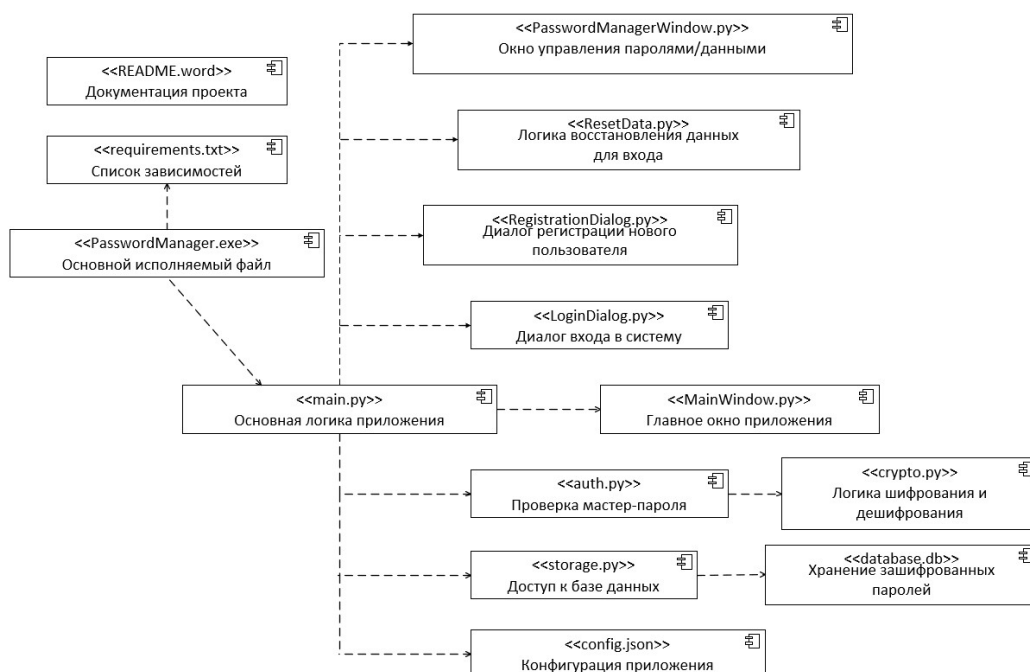 <<PasswordManagerWindow.py>>
Окно управления паролями/данными
<<README.word>>
Документация проекта
<<ResetData.py>>
Логика восстановления данных
для входа
<<requirements.txt>>
Список зависимостей
<<RegistrationDialog.py>>
Диалог регистрации нового
пользователя
<<PasswordManager.exe>>
Основной исполняемый файл
<<LoginDialog.py>>
Диалог входа в систему
<<main.py>>
Основная логика приложения
<<MainWindow.py>>
Главное окно приложения
<<auth.py>>
Проверка мастер-пароля
<<crypto.py>>
Логика шифрования и
дешифрования
<<storage.py>>
Доступ к базе данных
<<database.db>>
Хранение зашифрованных
паролей
<<config.json>>
Конфигурация приложения